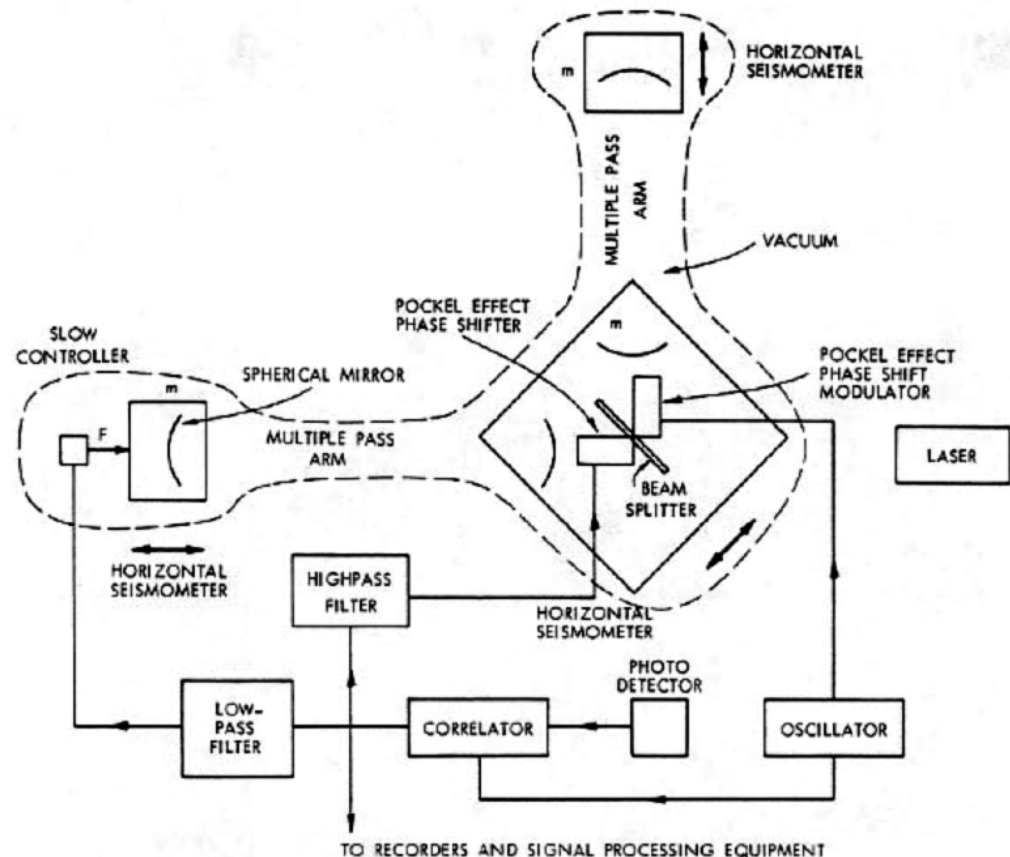 m
HORIZONTAL
SEISMOMETER
MULTIPLE PASS
ARM
VACUUM
POCKEL EFFECT
PHASE SHIFTER
m
SLOW
CONTROLLER
SPHERICAL MIRROR
POCKEL EFFECT
PHASE SHIFT
MODULATOR
m
F
MULTIPLE PASS
ARM
LASER
BEAM
SPLITTER
HORIZONTAL
SEISMOMETER
HIGHPASS
FILTER
HORIZONTAL
SEISMOMETER
PHOTO
DETECTOR
LOW-
PASS
FILTER
CORRELATOR
OSCILLATOR
TO RECORDERS AND SIGNAL PROCESSING EQUIPMENT